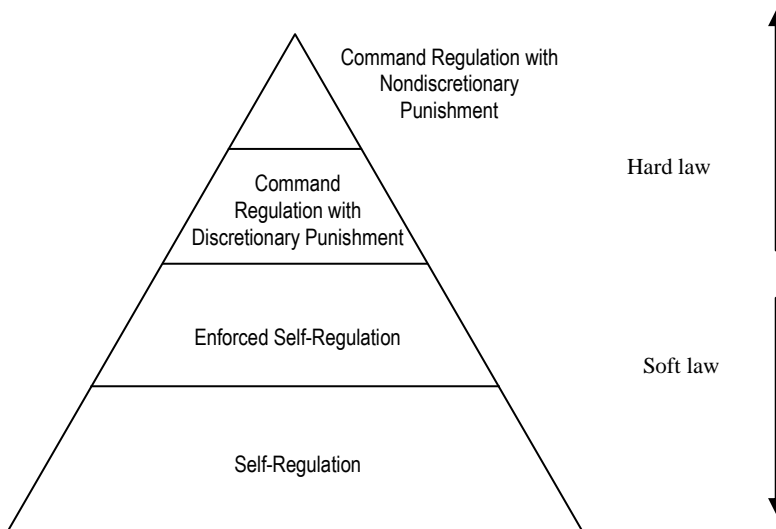 Command Regulation with
Nondiscretionary
Punishment
Hard law
Command
Regulation with
Discretionary Punishment
Enforced Self-Regulation
Soft law
Self-Regulation